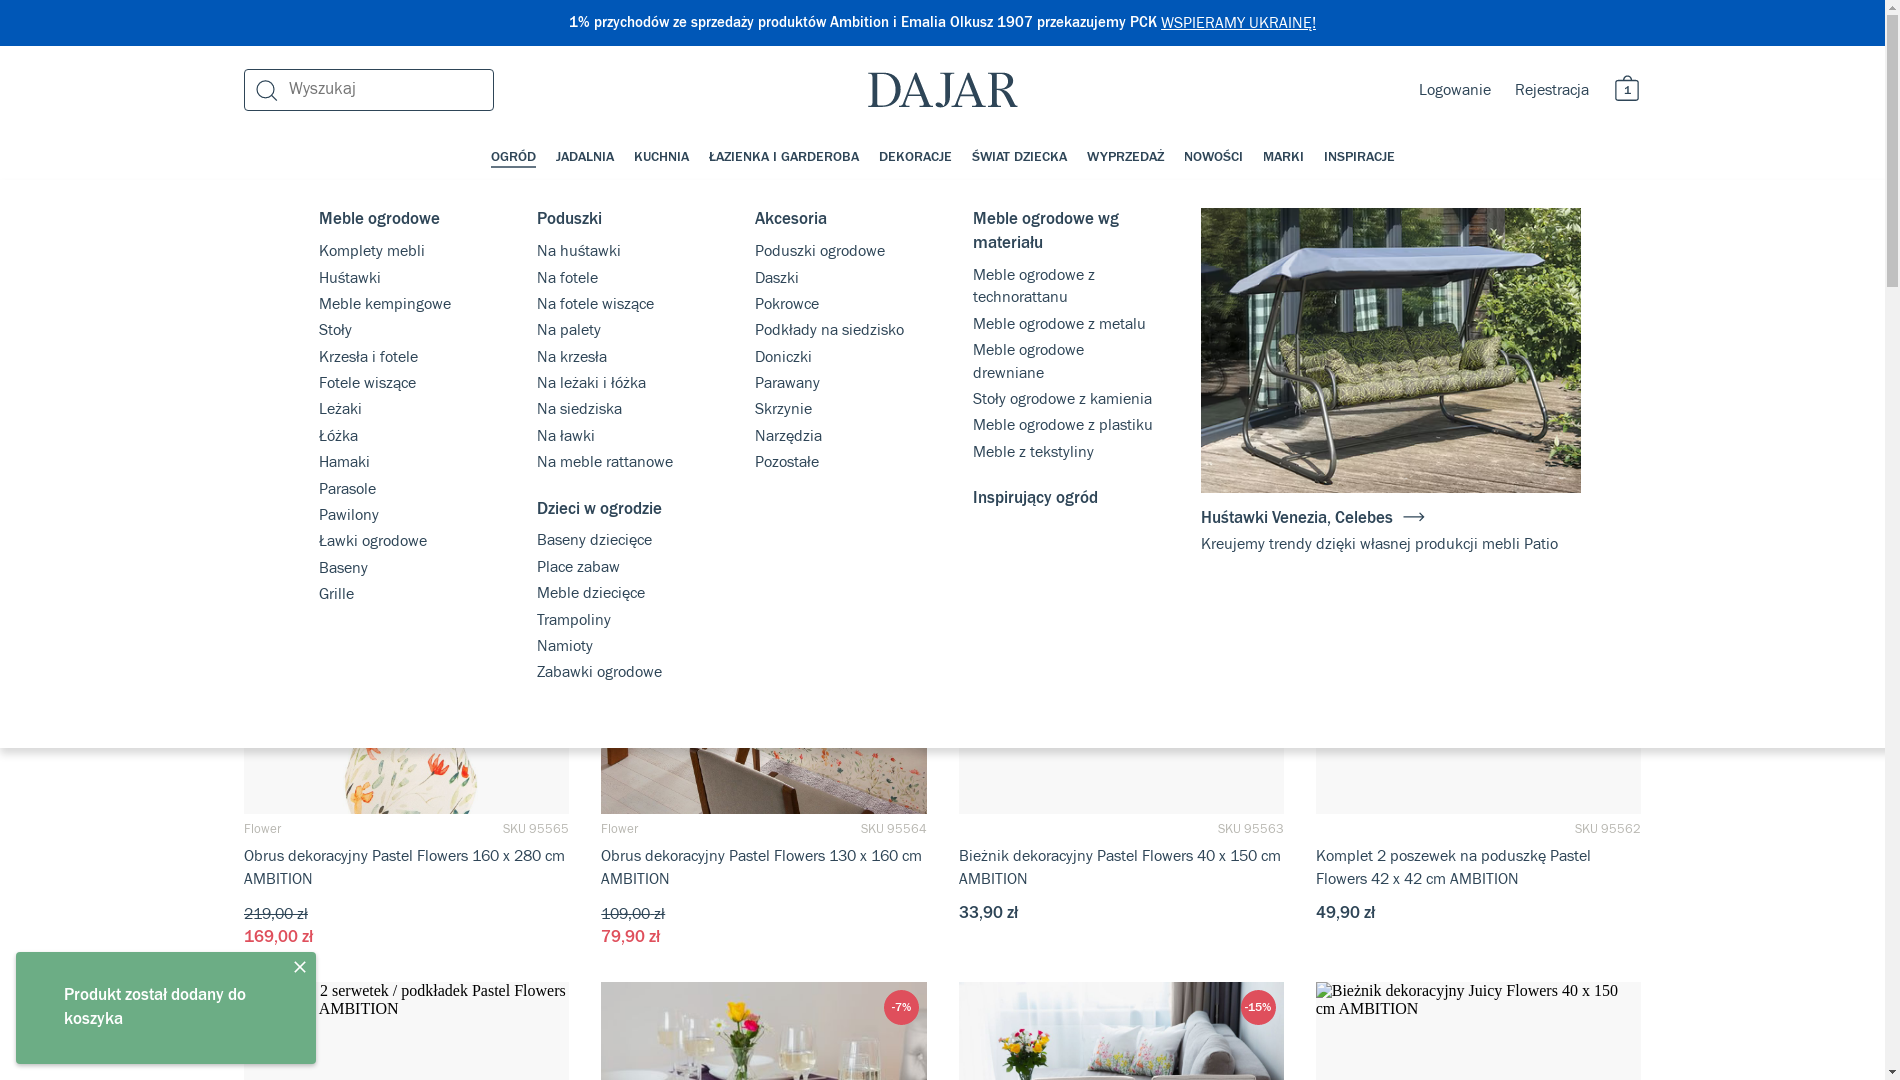 1% przychodów ze sprzedaży produktów Ambition i Emalia Olkusz 1907 przekazujemy PCK WSPIERAMY UKRAINĘ!
Wyszukaj
DAJAR
Logowanie
Rejestracja
1
OGRÓD
JADALNIA
KUCHNIA
ŁAZIENKA I GARDEROBA
DEKORACJE
ŚWIAT DZIECKA
WYPRZEDAŻ
NOWOŚCI
MARKI
INSPIRACJE
Meble ogrodowe
Komplety mebli
Huśtawki
Meble kempingowe
Stoły
Krzesła i fotele
Fotele wiszące
Leżaki
Łóżka
Hamaki
Parasole
Pawilony
Ławki ogrodowe
Baseny
Grille
Poduszki
Na huśtawki
Na fotele
Na fotele wiszące
Na palety
Na krzesła
Na leżaki i łóżka
Na siedziska
Na ławki
Na meble rattanowe
Dzieci w ogrodzie
Baseny dziecięce
Place zabaw
Meble dziecięce
Trampoliny
Namioty
Zabawki ogrodowe
Akcesoria
Poduszki ogrodowe
Daszki
Pokrowce
Podkłady na siedzisko
Doniczki
Parawany
Skrzynie
Narzędzia
Pozostałe
Meble ogrodowe wg
materiału
Meble ogrodowe z
technorattanu
Meble ogrodowe z metalu
Meble ogrodowe
drewniane
Stoły ogrodowe z kamienia
Meble ogrodowe z plastiku
Meble z tekstyliny
Inspirujący ogród
Huśtawki Venezia, Celebes
Kreujemy trendy dzięki własnej produkcji mebli Patio
Flower
SKU 95565
Obrus dekoracyjny Pastel Flowers 160 x 280 cm
AMBITION
219,00 zł
169,00 zł
Flower
SKU 95564
Obrus dekoracyjny Pastel Flowers 130 x 160 cm
AMBITION
109,00 zł
79,90 zł
SKU 95563
Bieżnik dekoracyjny Pastel Flowers 40 x 150 cm
AMBITION
33,90 zł
SKU 95562
Komplet 2 poszewek na poduszkę Pastel
Flowers 42 x 42 cm AMBITION
49,90 zł
Produkt został dodany do
koszyka
2 serwetek / podkładek Pastel Flowers
AMBITION
-7%
-15%
Bieżnik dekoracyjny Juicy Flowers 40 x 150
cm AMBITION